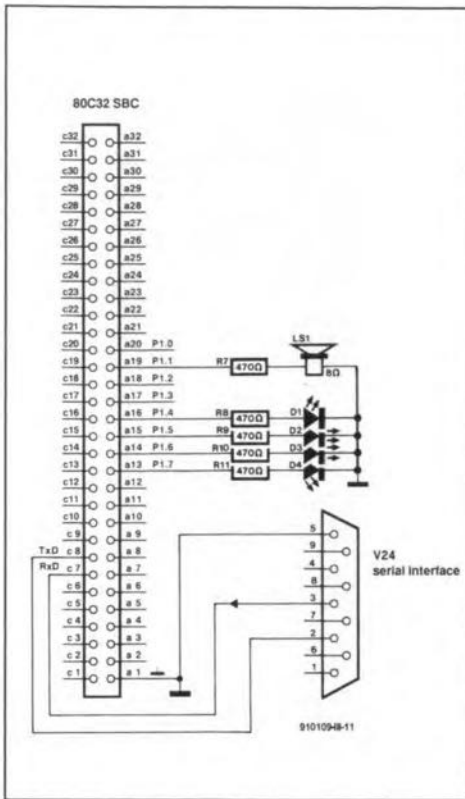 80C32 SBC
c32 a32
c31 a31
c30 a30
c29 a29
c28 a28
c27 a27
c26 a26
c25 a25
c24 a24
c23 a23
c22 a22
c21 a21
c20 a20 P1.0
c19 a19 P1.1 R7 470Ω LS1 8Ω
c18 a18 P1.2
c17 a17 P1.3
c16 a16 P1.4 R8 470Ω D1
c15 a15 P1.5 R9 470Ω D2
c14 a14 P1.6 R10 470Ω D3
c13 a13 P1.7 R11 470Ω D4
c12 a12
c11 a11
c10 a10
c 9 a 9
TxD c 8 a 8
RxD c 7 a 7
c 6 a 6
c 5 a 5
c 4 a 4
c 3 a 3
c 2 a 2
c 1 a 1
5
9
4
8
3
7
2
6
1
V24
serial interface
910109-III-11